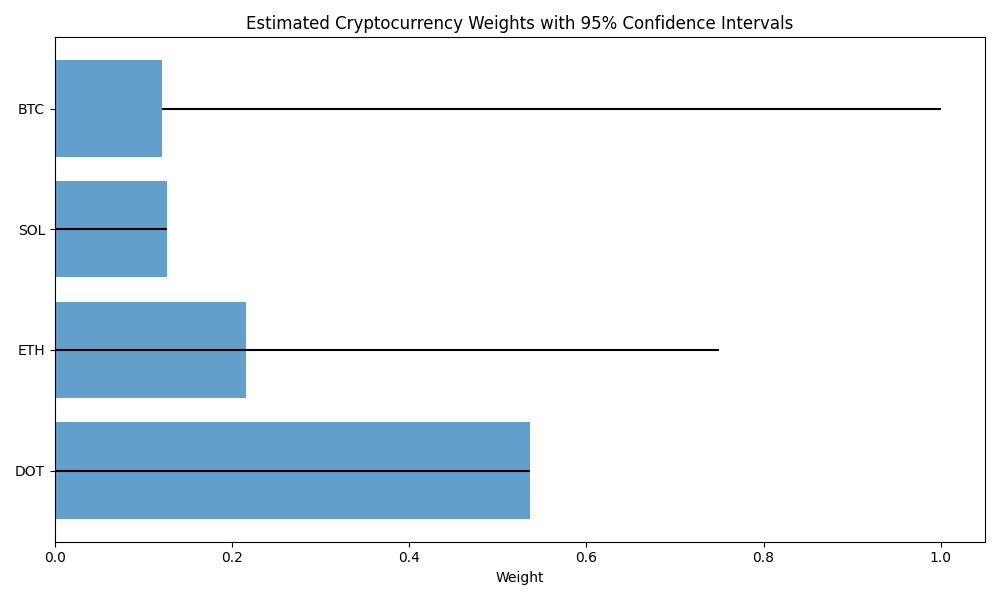 Estimated Cryptocurrency Weights with 95% Confidence Intervals
BTC
SOL
ETH
DOT
0.0 0.2 0.4 0.6 0.8 1.0
Weight